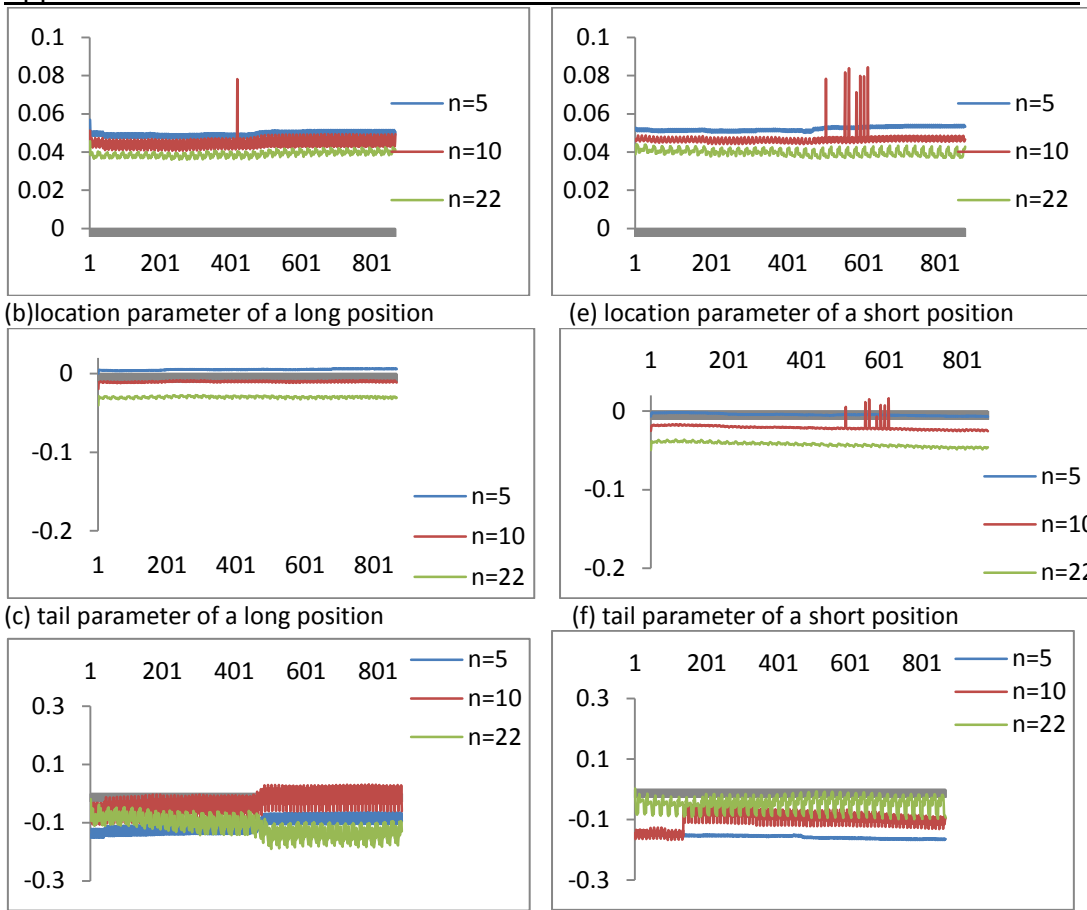 0.1
0.08
0.06
0.04
0.02
0
1 201 401 601 801
n=5
n=10
n=22
0.1
0.08
0.06
0.04
0.02
0
1 201 401 601 801
n=5
n=10
n=22
(b)location parameter of a long position
(e) location parameter of a short position
0
-0.1
-0.2
1 201 401 601 801
n=5
n=10
n=22
1 201 401 601 801
0
-0.1
-0.2
n=5
n=10
n=22
(c) tail parameter of a long position
(f) tail parameter of a short position
1 201 401 601 801
0.3
0.1
-0.1
-0.3
n=5
n=10
n=22
1 201 401 601 801
0.3
0.1
-0.1
-0.3
n=5
n=10
n=22